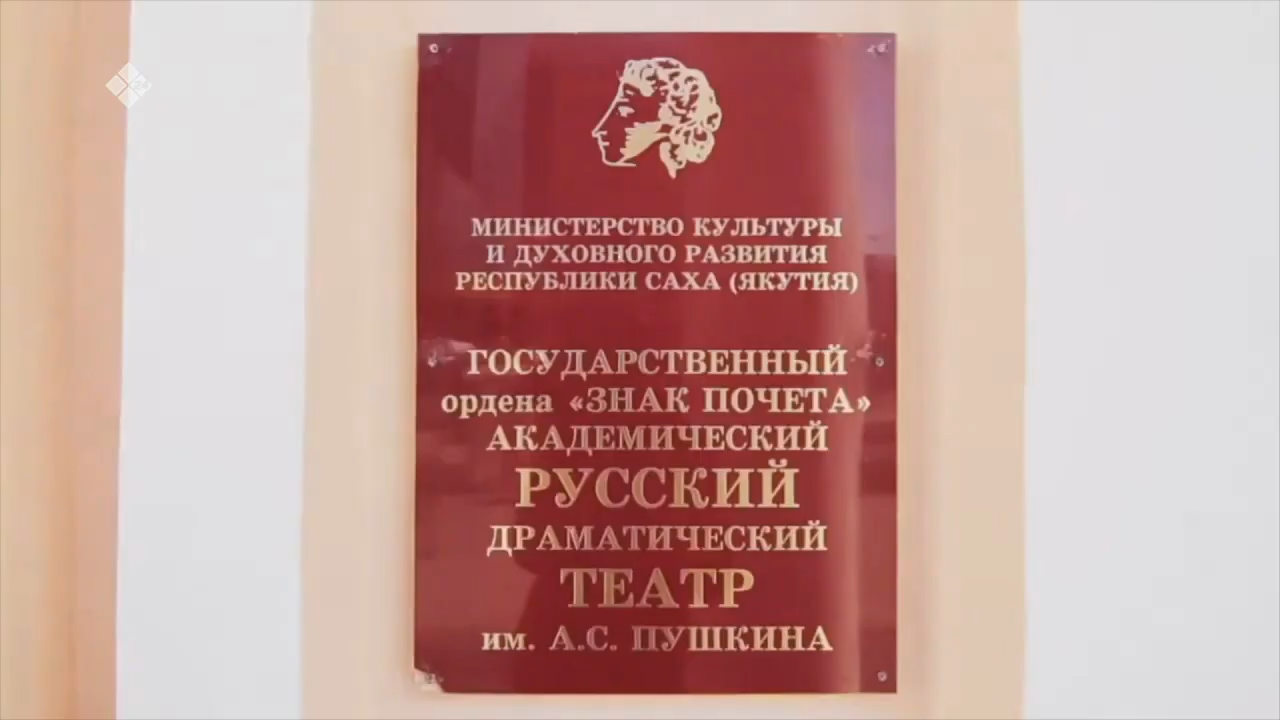 МИНИСТЕРСТВО КУЛЬТУРЫ
И ДУХОВНОГО РАЗВИТИЯ
РЕСПУБЛИКИ САХА (ЯКУТИЯ)
ГОСУДАРСТВЕННЫЙ
ордена «ЗНАК ПОЧЕТА»
АКАДЕМИЧЕСКИЙ
РУССКИЙ
ДРАМАТИЧЕСКИЙ
ТЕАТР
им. А.С. ПУШКИНА